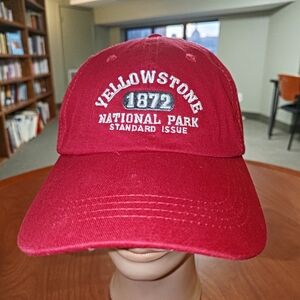 YELLOWSTONE
1872
NATIONAL PARK
STANDARD ISSUE